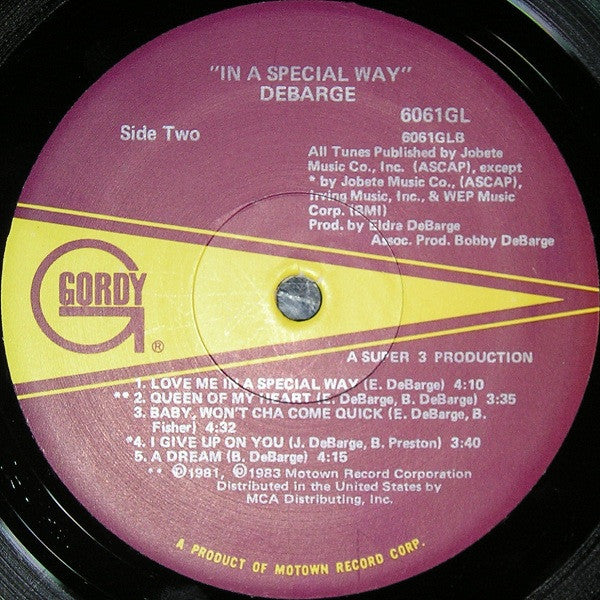 "IN A SPECIAL WAY"
DEBARGE
Side Two
6061GL
6061GLB
All Tunes Published by Jobete
Music Co., Inc. (ASCAP), except
* by Jobete Music Co., (ASCAP),
Irving Music, Inc., & WEP Music
Corp. (BMI)
Prod. by Eldra DeBarge
Assoc. Prod. Bobby DeBarge
GORDY
G
®
A SUPER 3 PRODUCTION
1. LOVE ME IN A SPECIAL WAY (E. DeBarge) 4:10
** 2. QUEEN OF MY HEART (E. DeBarge, B. DeBarge) 3:35
3. BABY, WON'T CHA COME QUICK (E. DeBarge, B.
Fisher) 4:32
*4. I GIVE UP ON YOU (J. DeBarge, B. Preston) 3:40
5. A DREAM (B. DeBarge) 4:15
** ℗1981, ℗1983 Motown Record Corporation
Distributed in the United States by
MCA Distributing, Inc.
A PRODUCT OF MOTOWN RECORD CORP.